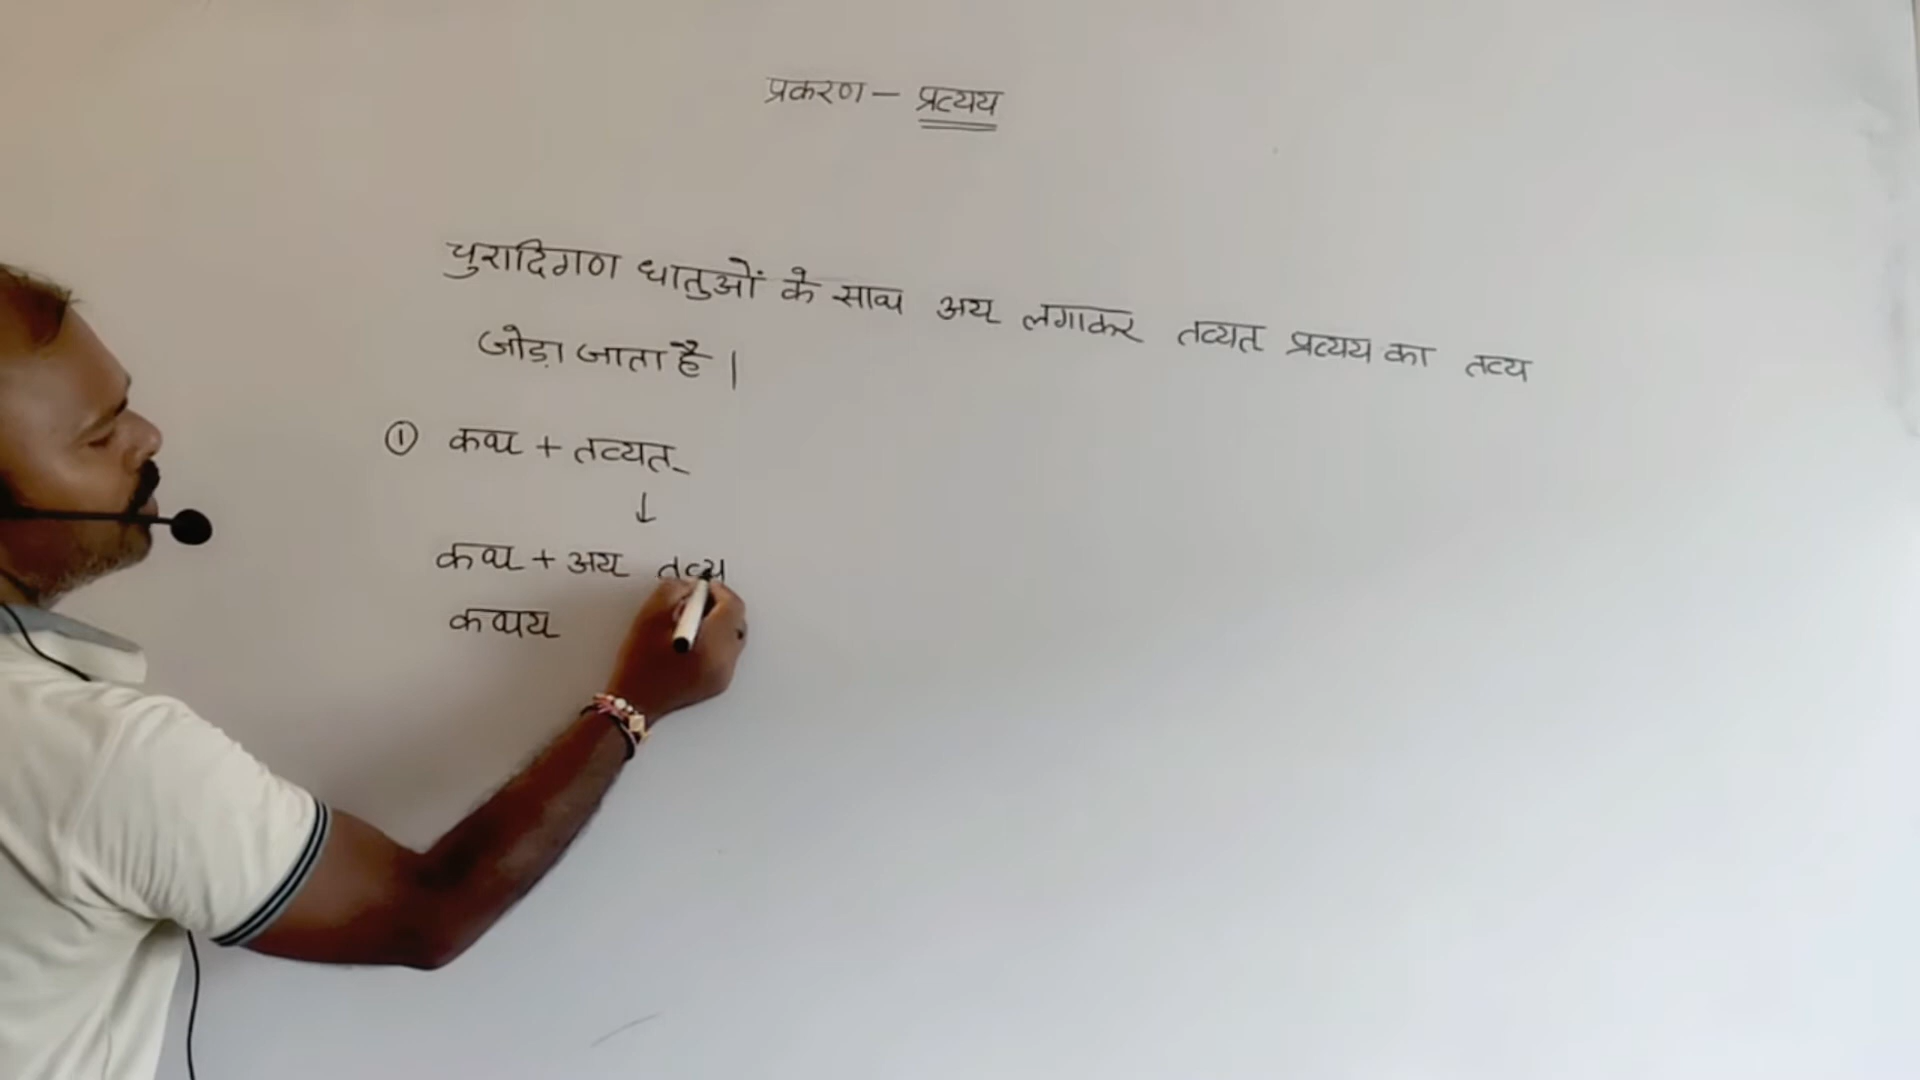 प्रकरण — प्रत्यय
चुरादिगण धातुओं के साथ अय लगाकर तव्यत प्रत्यय का तव्य
जोड़ा जाता है |
① कथ + तव्यत
↓
कथ + अय तव्य
कथय